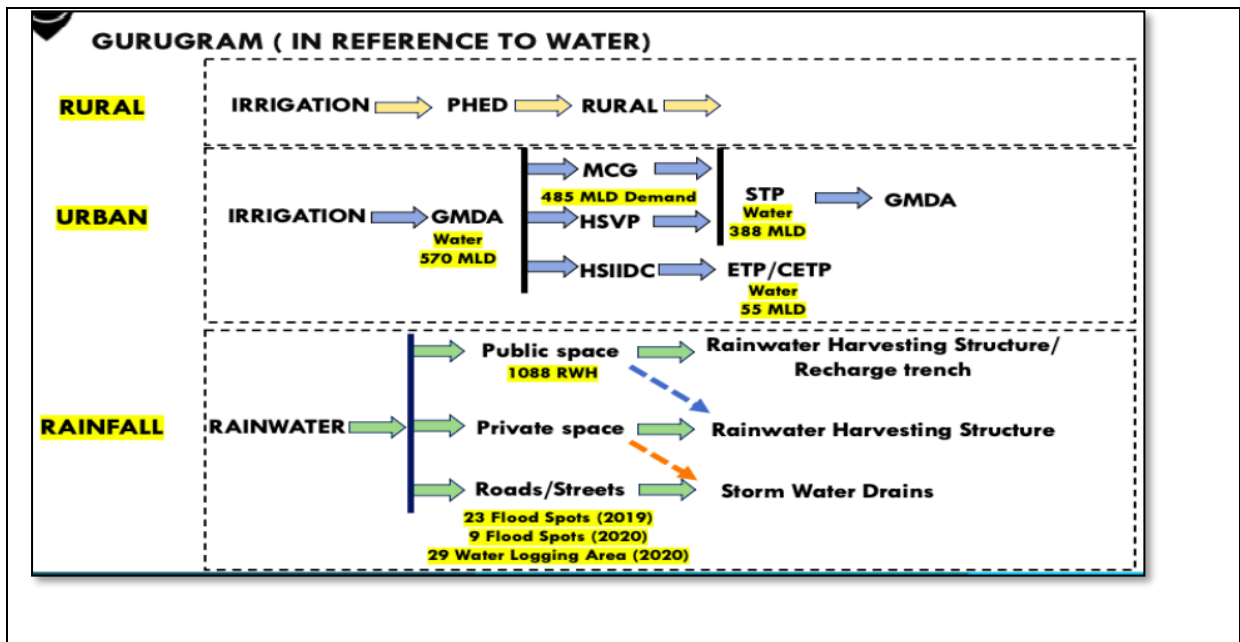 GURUGRAM ( IN REFERENCE TO WATER)
RURAL
IRRIGATION
PHED
RURAL
URBAN
IRRIGATION
GMDA
Water
570 MLD
MCG
485 MLD Demand
HSVP
HSIIDC
STP
Water
388 MLD
GMDA
ETP/CETP
Water
55 MLD
RAINFALL
RAINWATER
Public space
1088 RWH
Rainwater Harvesting Structure/
Recharge trench
Private space
Rainwater Harvesting Structure
Roads/Streets
Storm Water Drains
23 Flood Spots (2019)
9 Flood Spots (2020)
29 Water Logging Area (2020)